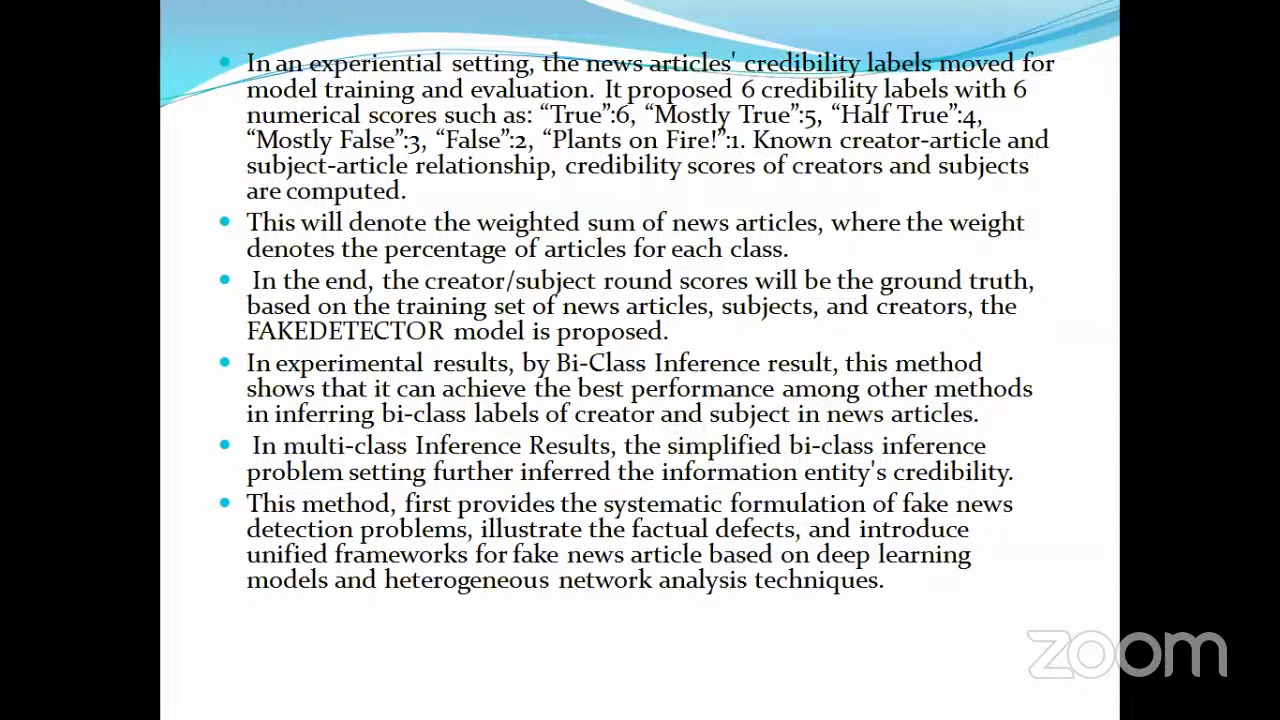 In an experiential setting, the news articles' credibility labels moved for
model training and evaluation. It proposed 6 credibility labels with 6
numerical scores such as: “True”:6, “Mostly True”:5, “Half True”:4,
“Mostly False”:3, “False”:2, “Plants on Fire!”:1. Known creator-article and
subject-article relationship, credibility scores of creators and subjects
are computed.
This will denote the weighted sum of news articles, where the weight
denotes the percentage of articles for each class.
In the end, the creator/subject round scores will be the ground truth,
based on the training set of news articles, subjects, and creators, the
FAKEDETECTOR model is proposed.
In experimental results, by Bi-Class Inference result, this method
shows that it can achieve the best performance among other methods
in inferring bi-class labels of creator and subject in news articles.
In multi-class Inference Results, the simplified bi-class inference
problem setting further inferred the information entity's credibility.
This method, first provides the systematic formulation of fake news
detection problems, illustrate the factual defects, and introduce
unified frameworks for fake news article based on deep learning
models and heterogeneous network analysis techniques.
zoom